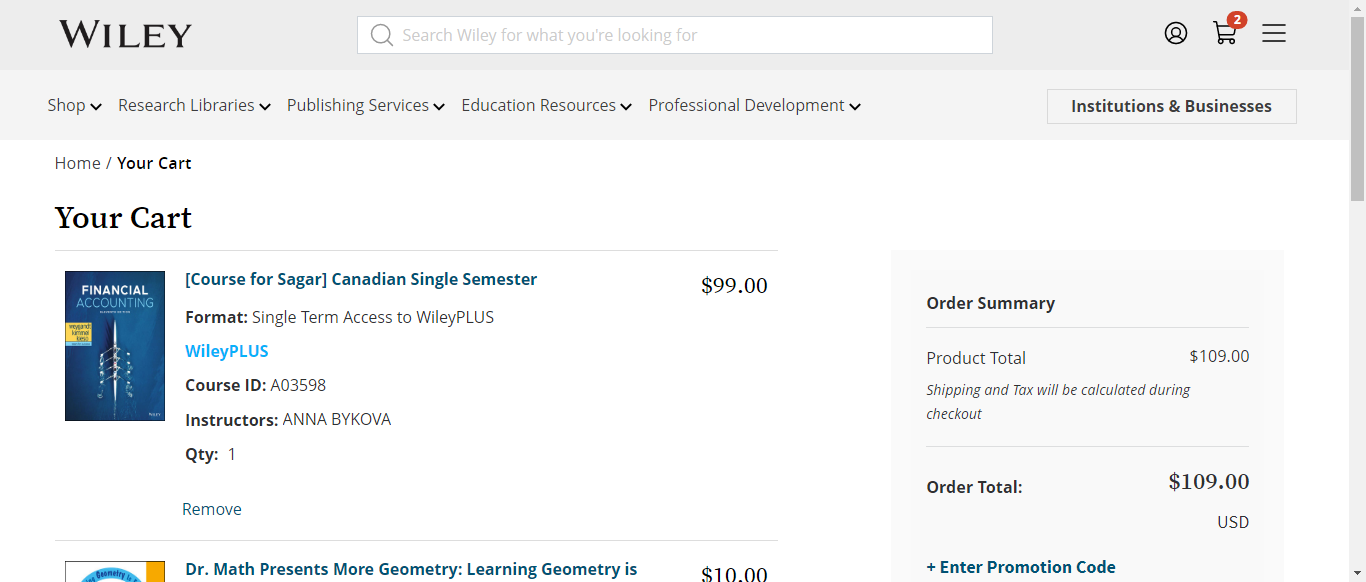 WILEY
Search Wiley for what you're looking for
2
Shop
Research Libraries
Publishing Services
Education Resources
Professional Development
Institutions & Businesses
Home / Your Cart
Your Cart
FINANCIAL
ACCOUNTING
[Course for Sagar] Canadian Single Semester
$99.00
Format: Single Term Access to WileyPLUS
WileyPLUS
Course ID: A03598
Instructors: ANNA BYKOVA
Qty: 1
Remove
Dr. Math Presents More Geometry: Learning Geometry is
$10.00
Order Summary
Product Total
$109.00
Shipping and Tax will be calculated during
checkout
Order Total:
$109.00
USD
+ Enter Promotion Code